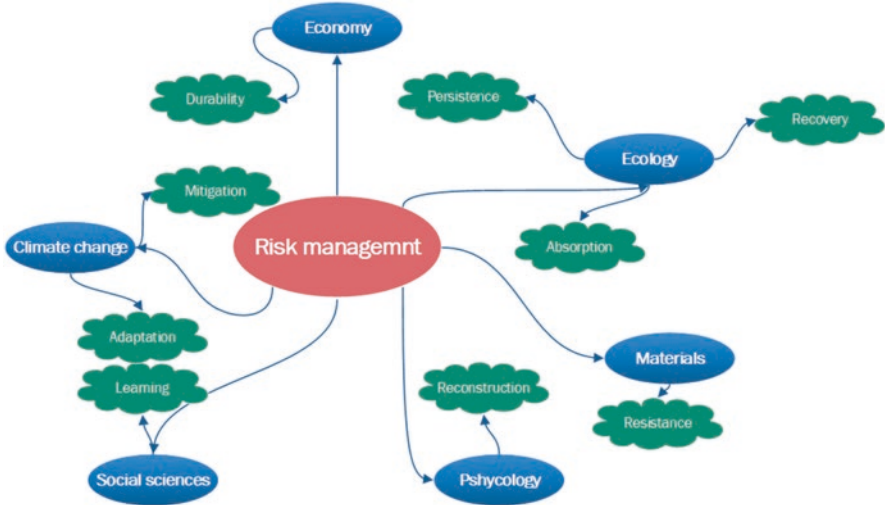 Economy
Durability
Persistence
Recovery
Ecology
Mitigation
Risk managemnt
Climate change
Absorption
Adaptation
Materials
Learning
Reconstruction
Resistance
Social sciences
Pshycology